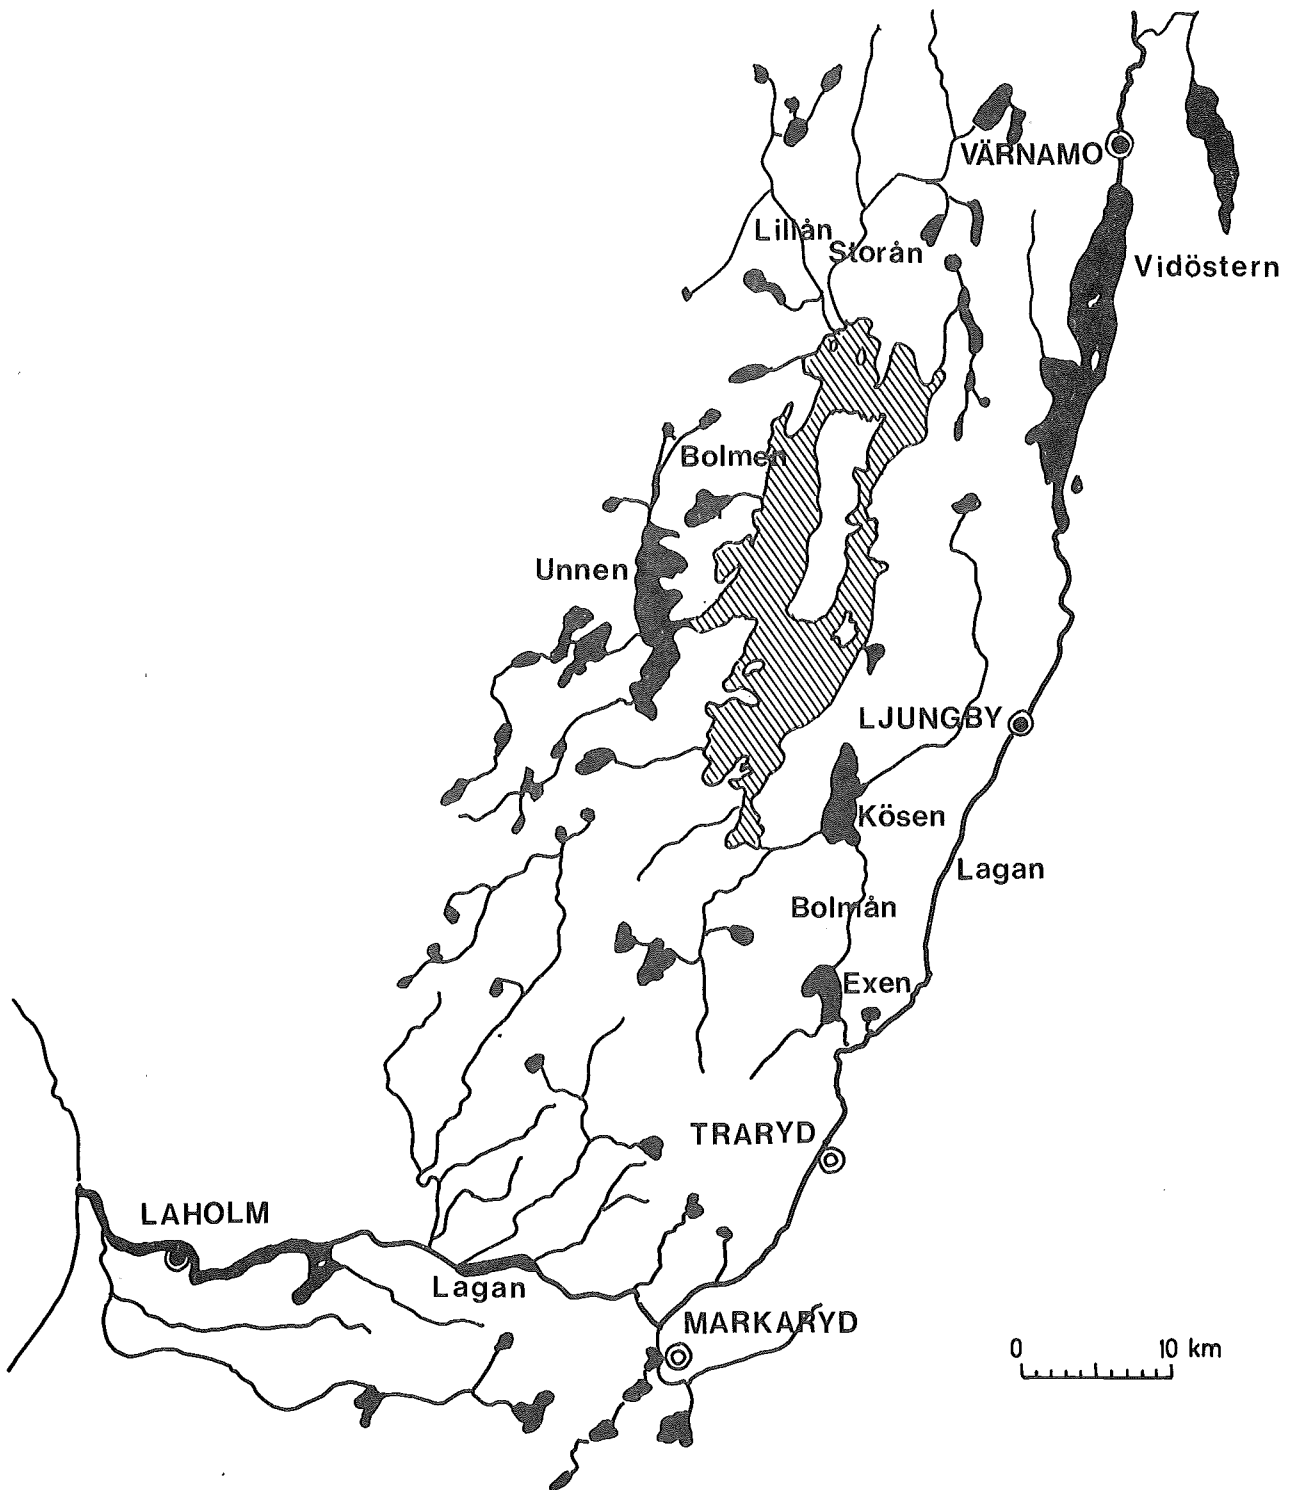 VÄRNAMO
Lillån
Storån
Vidöstern
Bolmen
Unnen
LJUNGBY
Kösen
Lagan
Bolmån
Exen
TRARYD
LAHOLM
Lagan
MARKARYD
0 10 km